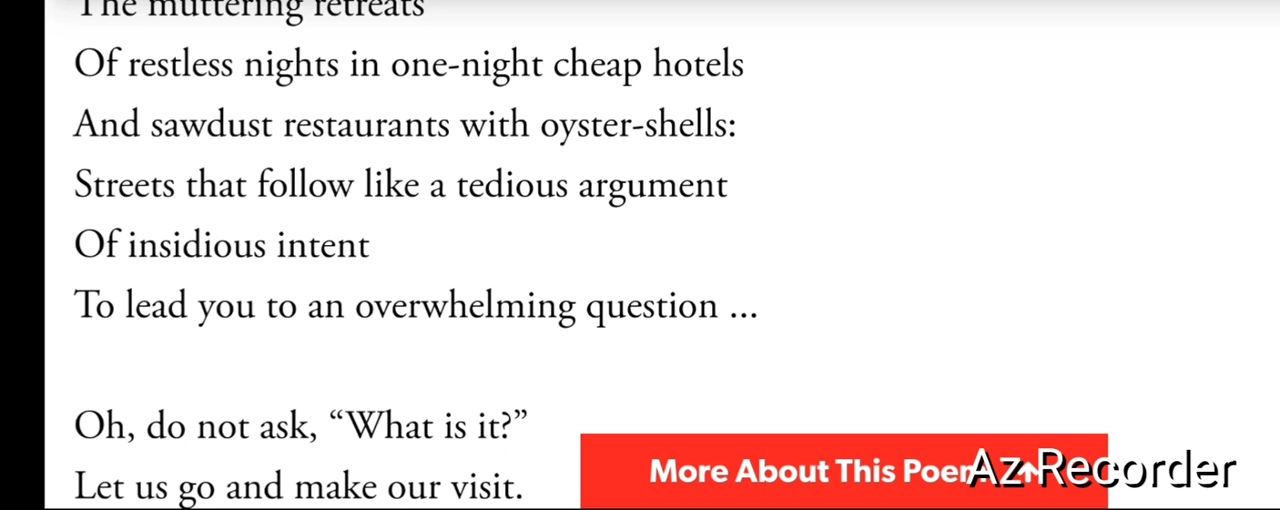 The muttering retreats
Of restless nights in one-night cheap hotels
And sawdust restaurants with oyster-shells:
Streets that follow like a tedious argument
Of insidious intent
To lead you to an overwhelming question ...
Oh, do not ask, “What is it?”
Let us go and make our visit.
More About This Poem
Az Recorder